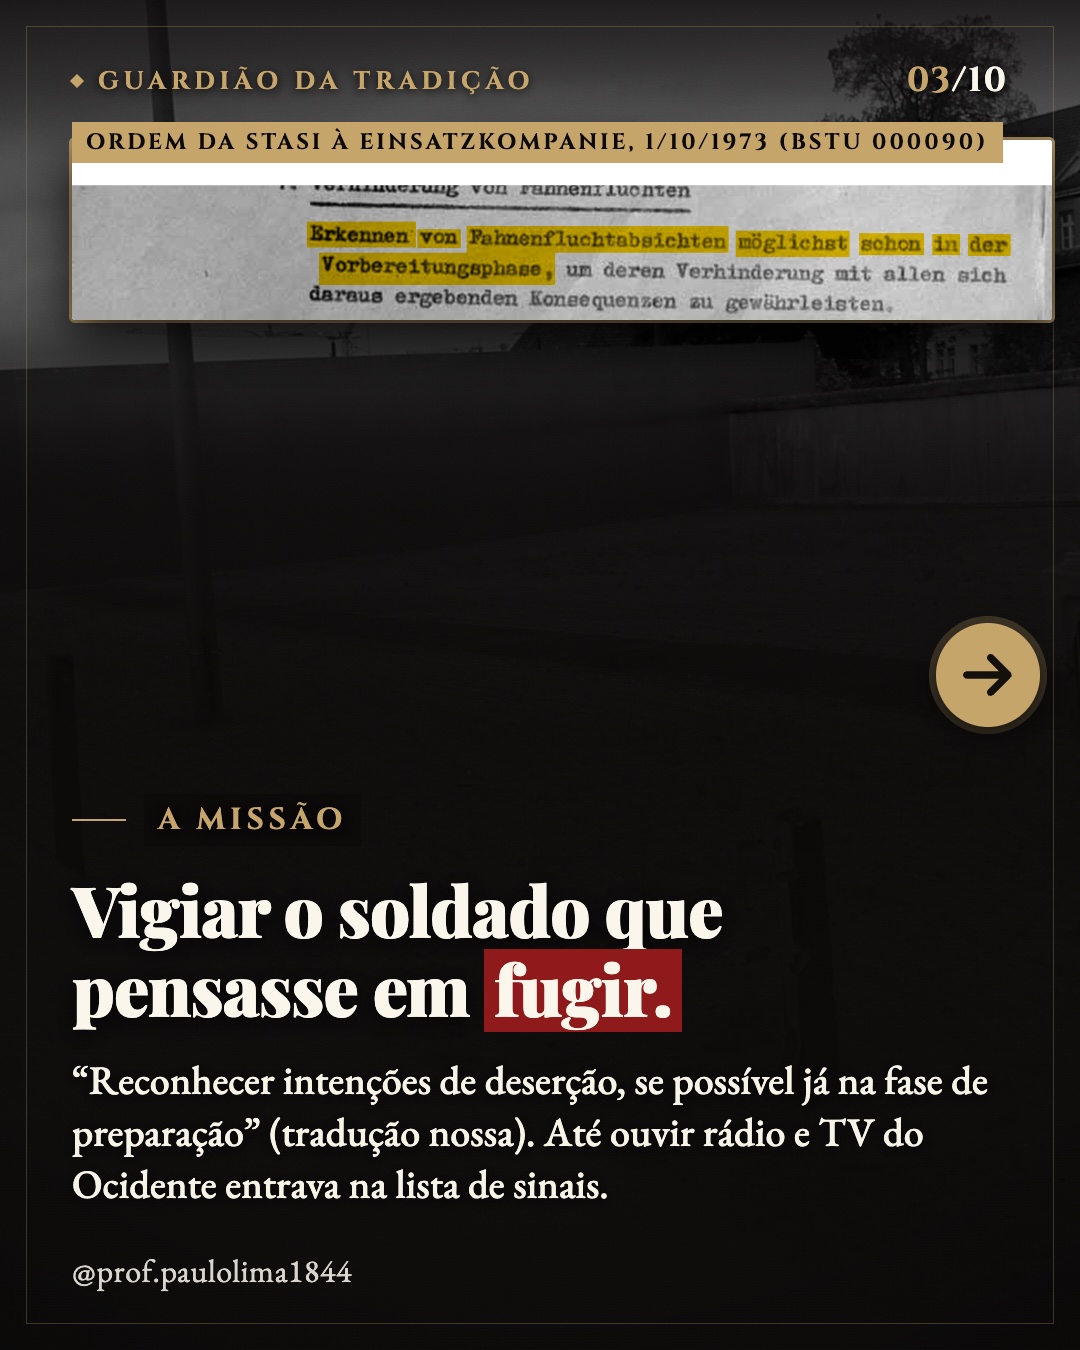 GUARDIÃO DA TRADIÇÃO
03/10
ORDEM DA STASI À EINSATZKOMPANIE, 1/10/1973 (BSTU 000090)
Verhinderung von Fahnenfluchten
Erkennen von Fahnenfluchtabsichten möglichst schon in der
Vorbereitungsphase, um deren Verhinderung mit allen sich
daraus ergebenden Konsequenzen zu gewährleisten.
A MISSÃO
Vigiar o soldado que
pensasse em fugir.
“Reconhecer intenções de deserção, se possível já na fase de
preparação” (tradução nossa). Até ouvir rádio e TV do
Ocidente entrava na lista de sinais.
@prof.paulolima1844